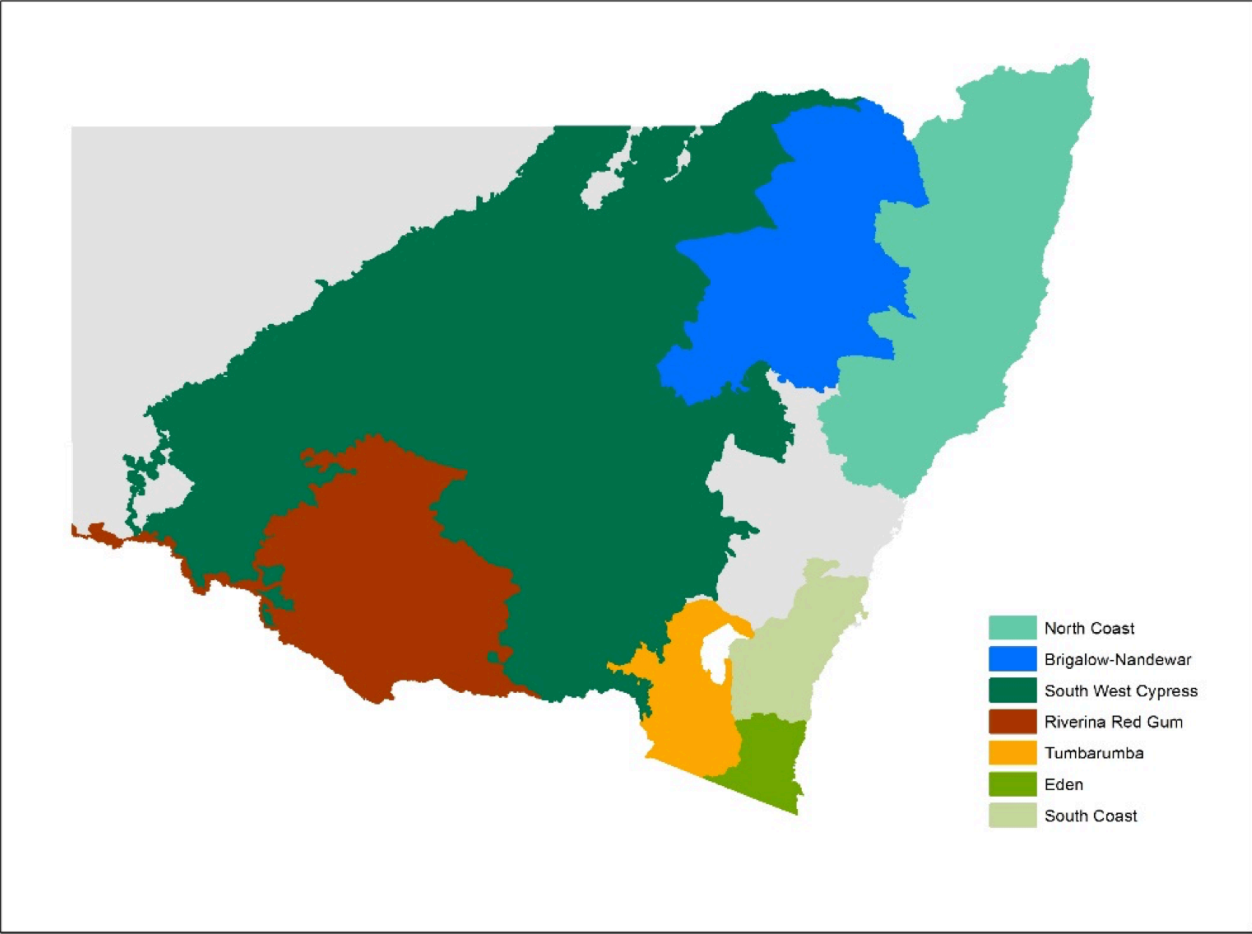 North Coast
Brigalow-Nandewar
South West Cypress
Riverina Red Gum
Tumbarumba
Eden
South Coast